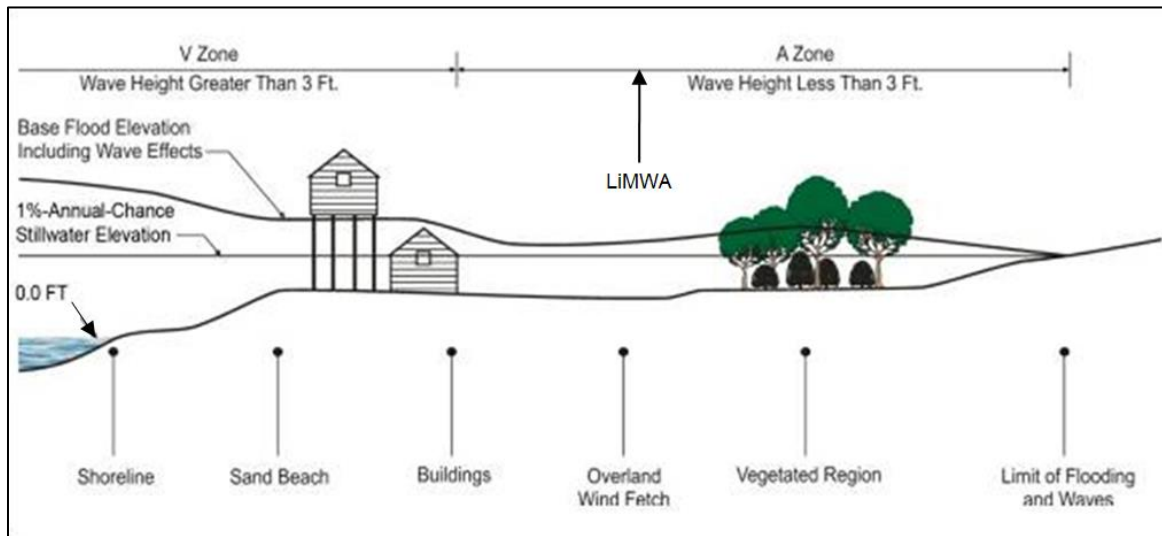 V Zone
Wave Height Greater Than 3 Ft.
A Zone
Wave Height Less Than 3 Ft.
Base Flood Elevation
Including Wave Effects
LiMWA
1%-Annual-Chance
Stillwater Elevation
0.0 FT
Shoreline
Sand Beach
Buildings
Overland
Wind Fetch
Vegetated Region
Limit of Flooding
and Waves